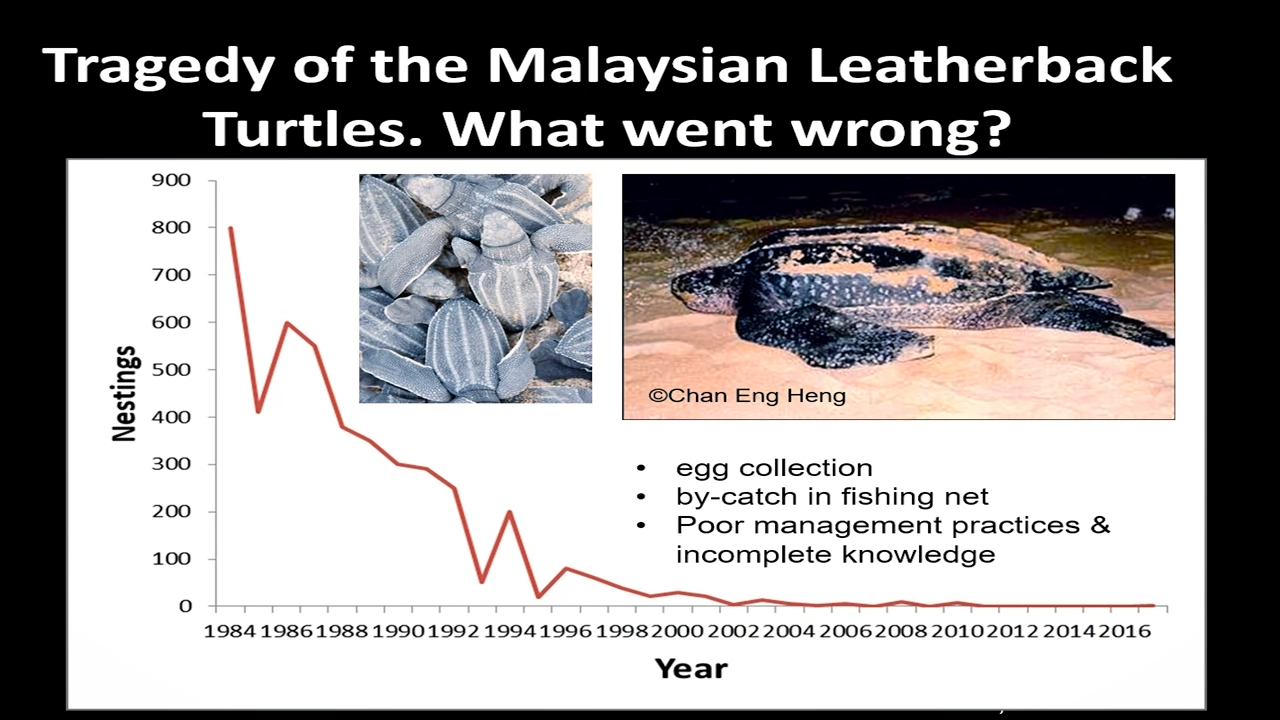 Tragedy of the Malaysian Leatherback
Turtles. What went wrong?
900
800
700
600
500
400
300
200
100
0
Nestings
©Chan Eng Heng
• egg collection
• by-catch in fishing net
• Poor management practices &
incomplete knowledge
1984 1986 1988 1990 1992 1994 1996 1998 2000 2002 2004 2006 2008 2010 2012 2014 2016
Year